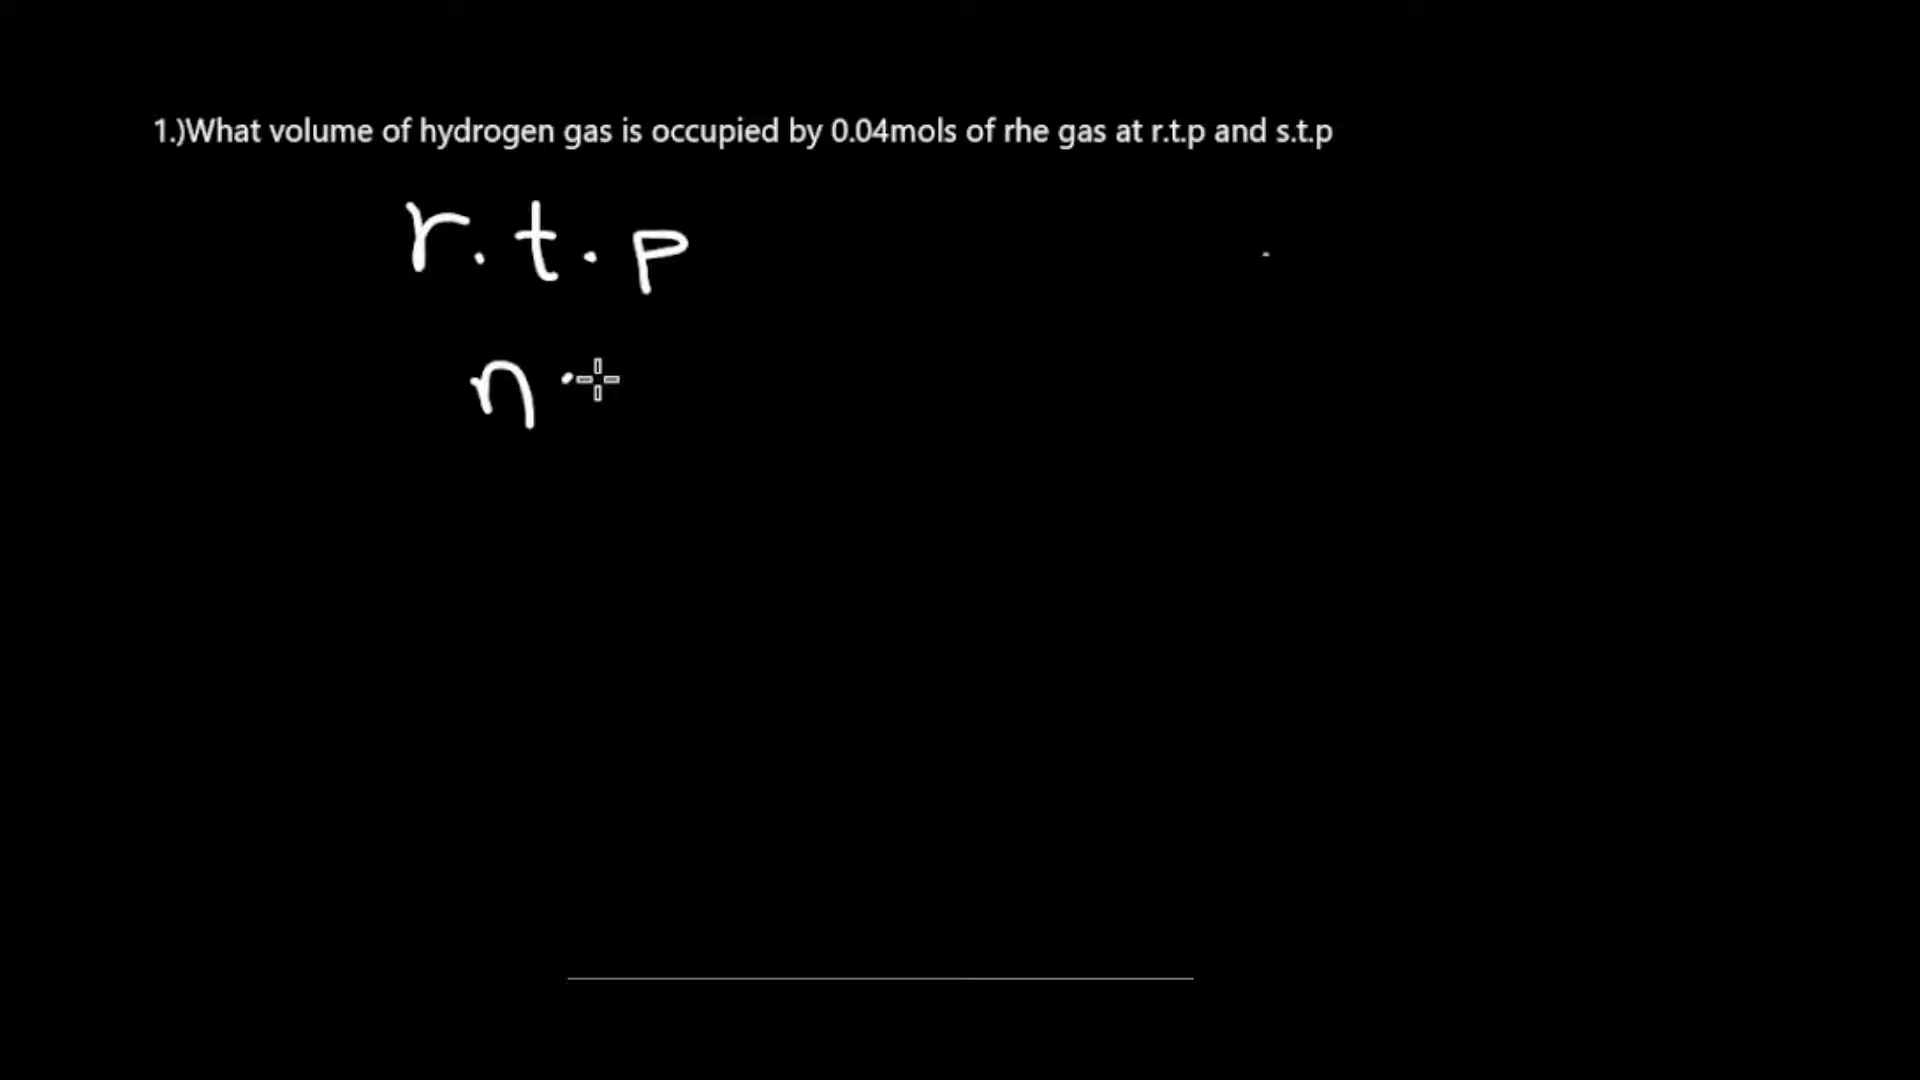 1.)What volume of hydrogen gas is occupied by 0.04mols of rhe gas at r.t.p and s.t.p
r.t.p
n